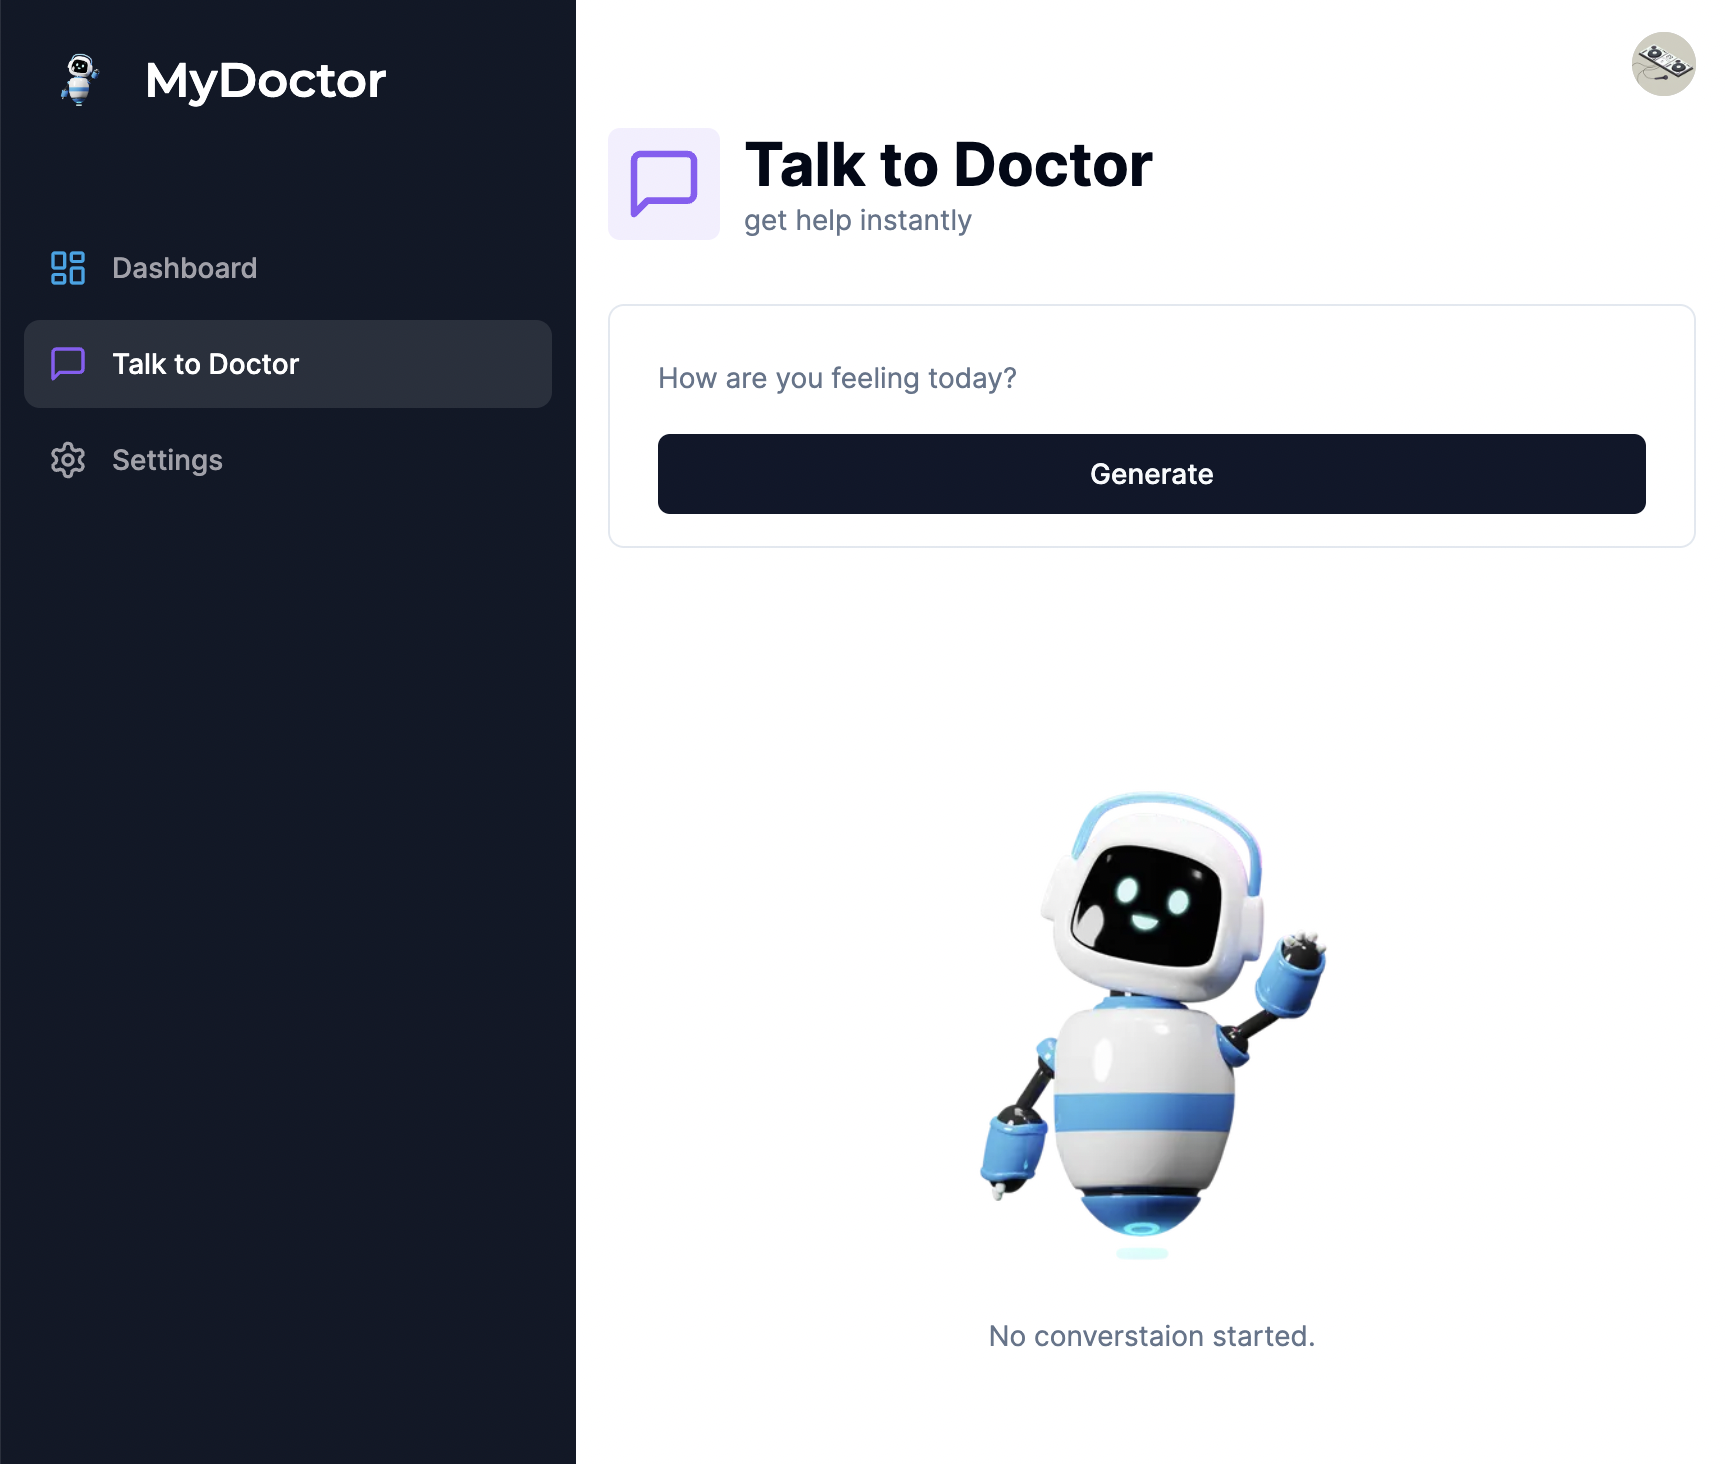 MyDoctor
Dashboard
Talk to Doctor
Settings
Talk to Doctor
get help instantly
How are you feeling today?
Generate
No converstaion started.